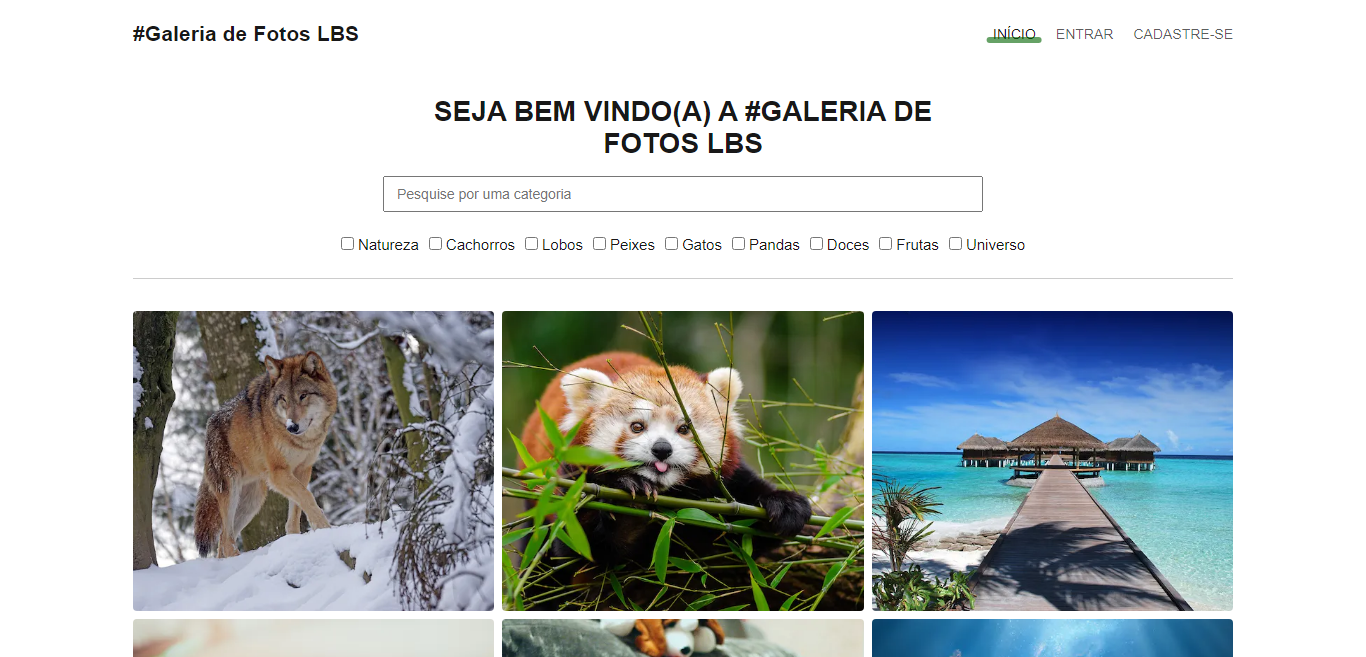 #Galeria de Fotos LBS
INÍCIO ENTRAR CADASTRE-SE
SEJA BEM VINDO(A) A #GALERIA DE
FOTOS LBS
Pesquise por uma categoria
Natureza Cachorros Lobos Peixes Gatos Pandas Doces Frutas Universo